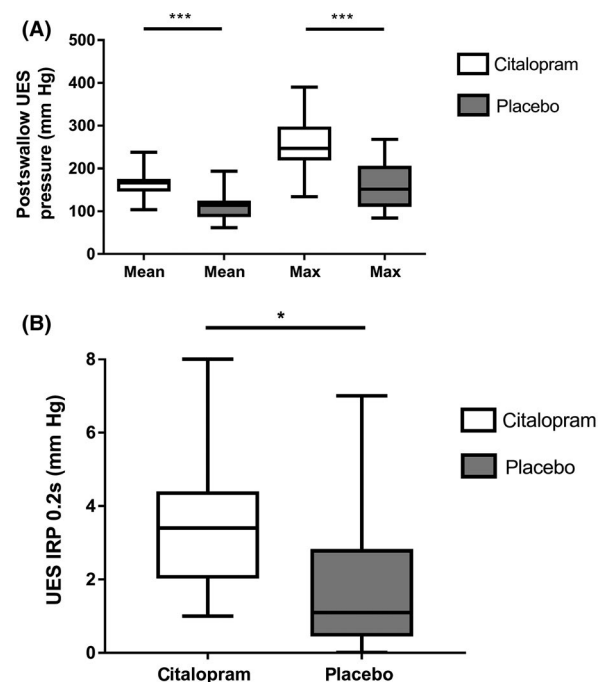 (A)
*** ***
500
400
300
200
100
0
Postswallow UES
pressure (mm Hg)
Mean Mean Max Max
Citalopram
Placebo
(B)
*
8
6
4
2
0
UES IRP 0.2s (mm Hg)
Citalopram Placebo
Citalopram
Placebo